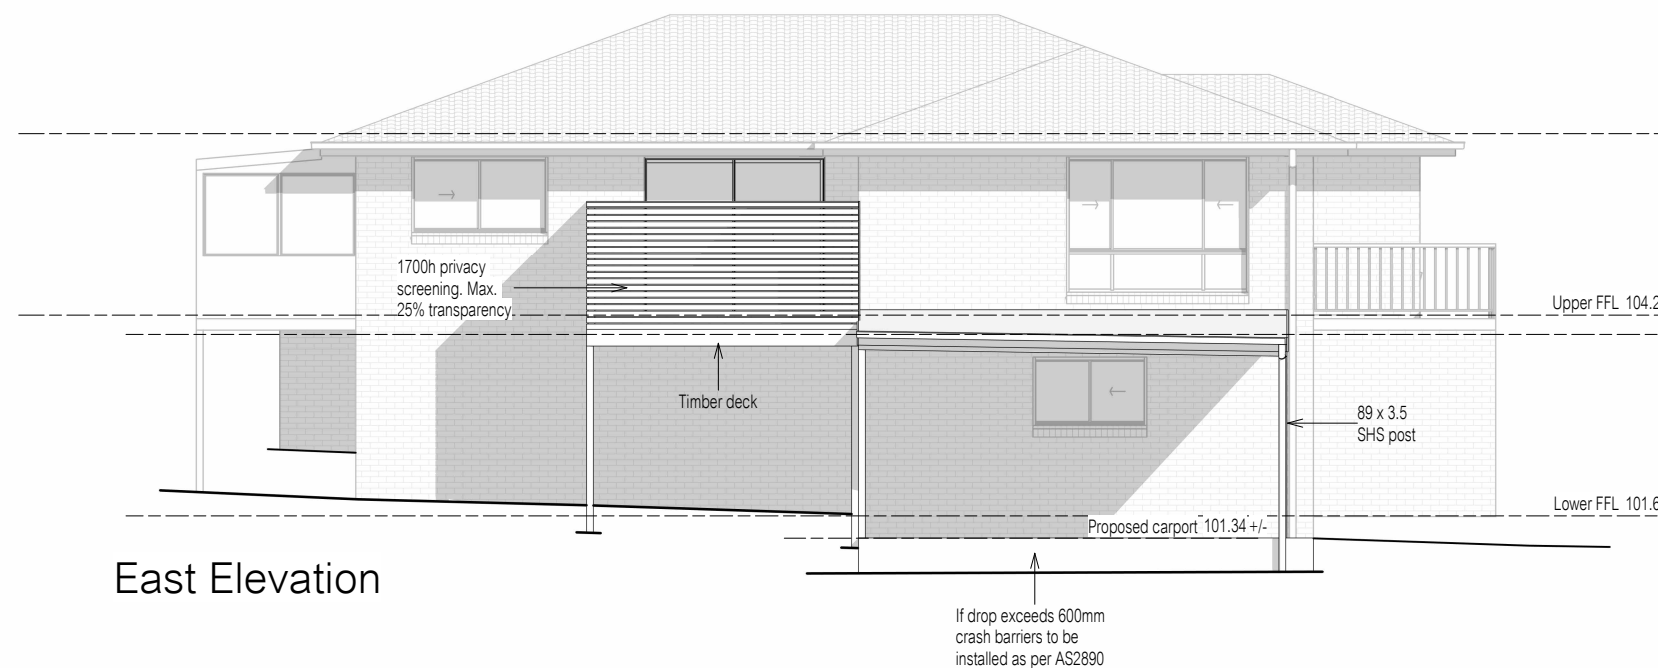 1700h privacy
screening. Max.
25% transparency
Upper FFL 104.2
Timber deck
89 x 3.5
SHS post
Lower FFL 101.6
Proposed carport 101.34 +/-
East Elevation
If drop exceeds 600mm
crash barriers to be
installed as per AS2890